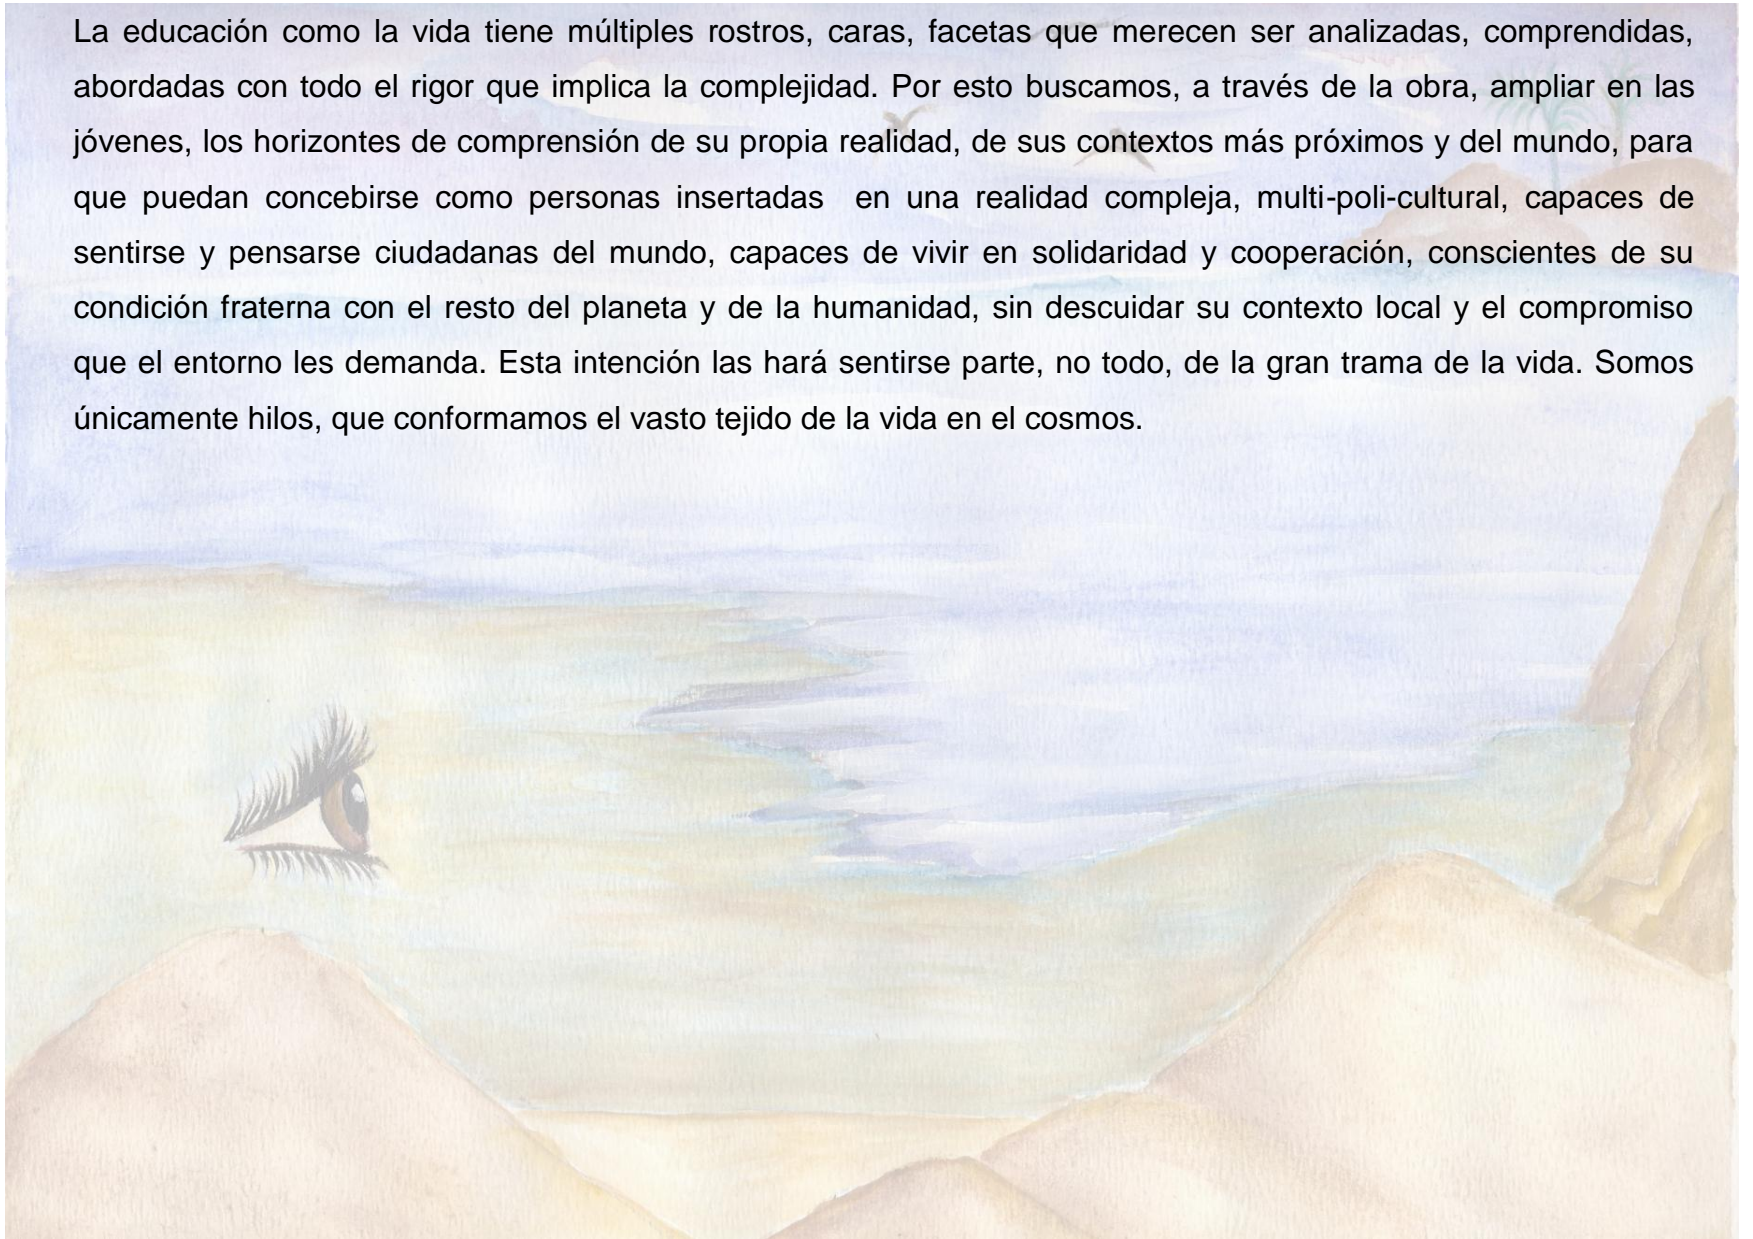 La educación como la vida tiene múltiples rostros, caras, facetas que merecen ser analizadas, comprendidas,
abordadas con todo el rigor que implica la complejidad. Por esto buscamos, a través de la obra, ampliar en las
jóvenes, los horizontes de comprensión de su propia realidad, de sus contextos más próximos y del mundo, para
que puedan concebirse como personas insertadas en una realidad compleja, multi-poli-cultural, capaces de
sentirse y pensarse ciudadanas del mundo, capaces de vivir en solidaridad y cooperación, conscientes de su
condición fraterna con el resto del planeta y de la humanidad, sin descuidar su contexto local y el compromiso
que el entorno les demanda. Esta intención las hará sentirse parte, no todo, de la gran trama de la vida. Somos
únicamente hilos, que conformamos el vasto tejido de la vida en el cosmos.